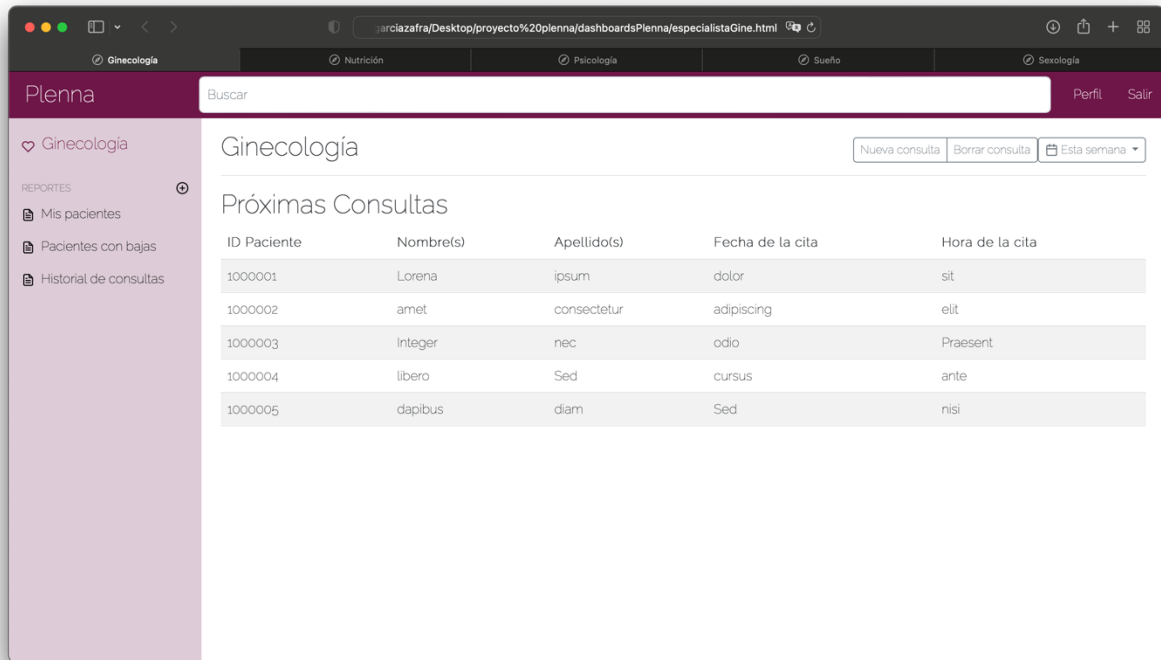 garciazafra/Desktop/proyecto%20plenna/dashboardsPlenna/especialistaGine.html
Ginecología Nutrición Psicología Sueño Sexología
Plenna Buscar Perfil Salir
Ginecología
REPORTES
Mis pacientes
Pacientes con bajas
Historial de consultas
Ginecología Nueva consulta Borrar consulta Esta semana
Próximas Consultas
ID Paciente Nombre(s) Apellido(s) Fecha de la cita Hora de la cita
1000001 Lorena ipsum dolor sit
1000002 amet consectetur adipiscing elit
1000003 Integer nec odio Praesent
1000004 libero Sed cursus ante
1000005 dapibus diam Sed nisi